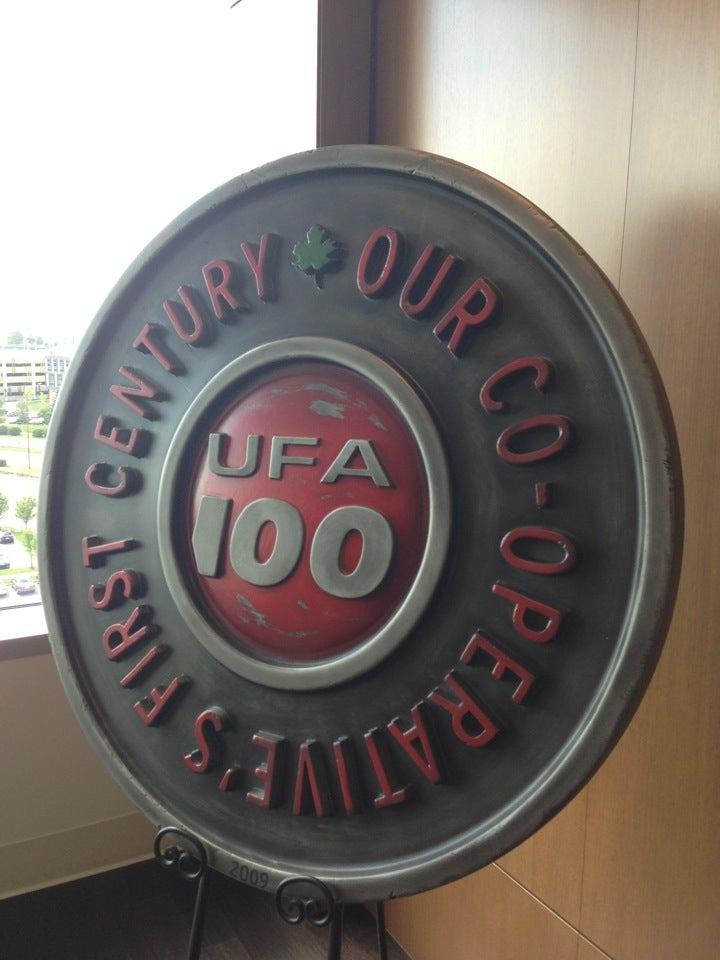 OUR CO-OPERATIVE'S FIRST CENTURY
UFA
100
2009